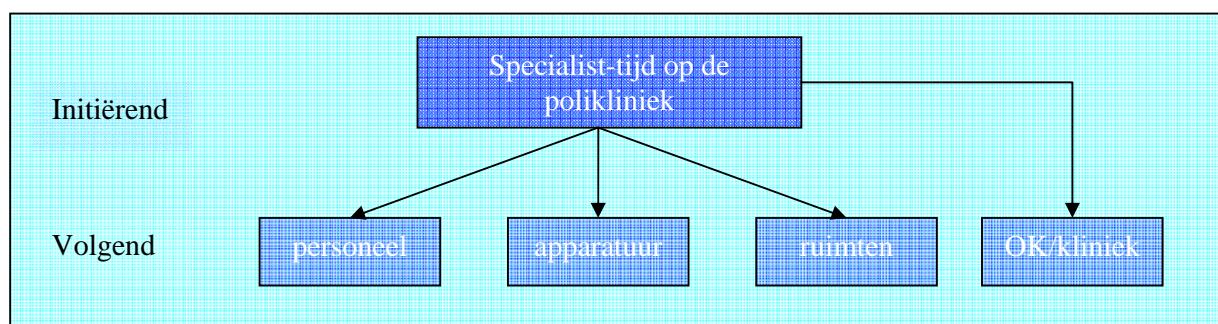 Specialist-tijd op de
polikliniek
Initiërend
Volgend
personeel
apparatuur
ruimten
OK/kliniek